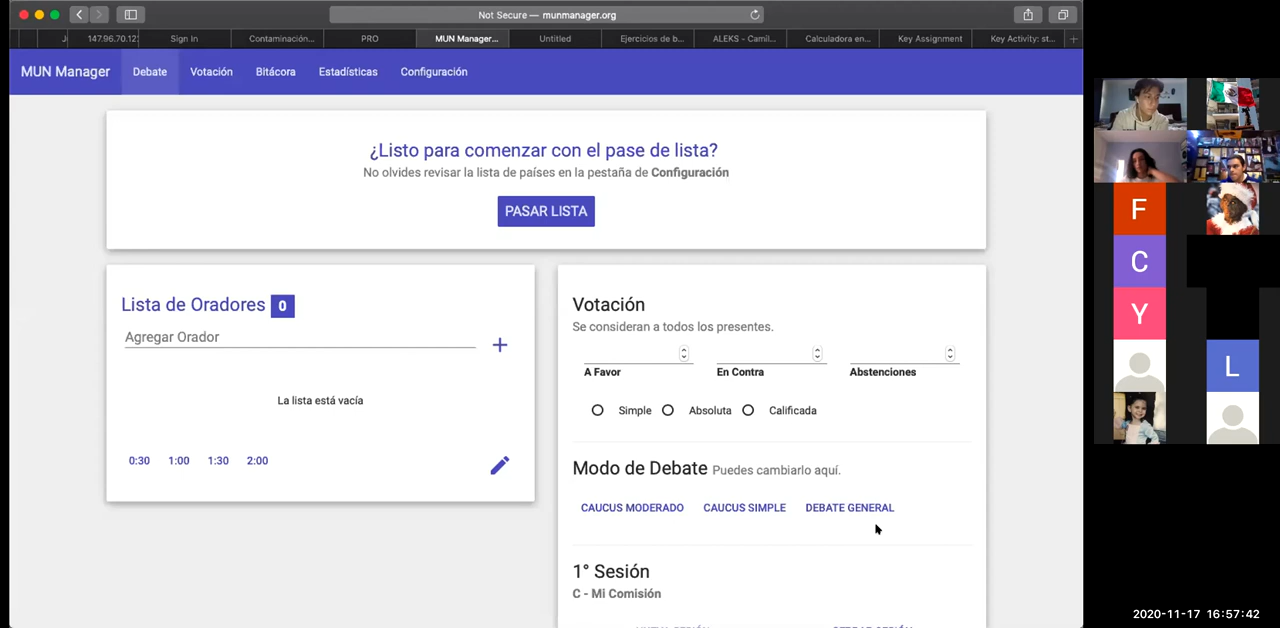 Not Secure — munmanager.org
147.96.70.12
Sign In
Contaminación...
PRO
MUN Manager...
Untitled
Ejercicios de b...
ALEKS - Camil...
Calculadora en...
Key Assignment
Key Activity: st...
MUN Manager
Debate
Votación
Bitácora
Estadísticas
Configuración
¿Listo para comenzar con el pase de lista?
No olvides revisar la lista de países en la pestaña de Configuración
PASAR LISTA
Lista de Oradores 0
Agregar Orador
+
La lista está vacía
0:30 1:00 1:30 2:00
Votación
Se consideran a todos los presentes.
A Favor
En Contra
Abstenciones
Simple
Absoluta
Calificada
Modo de Debate Puedes cambiarlo aquí.
CAUCUS MODERADO
CAUCUS SIMPLE
DEBATE GENERAL
1° Sesión
C - Mi Comisión
F
C
Y
L
2020-11-17 16:57:42